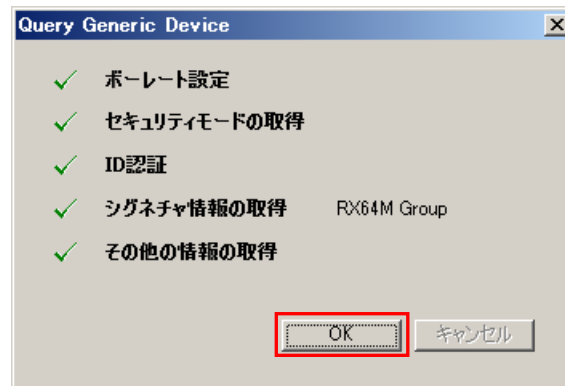 Query Generic Device
ボーレート設定
セキュリティモードの取得
ID認証
シグネチャ情報の取得 RX64M Group
その他の情報の取得
OK キャンセル